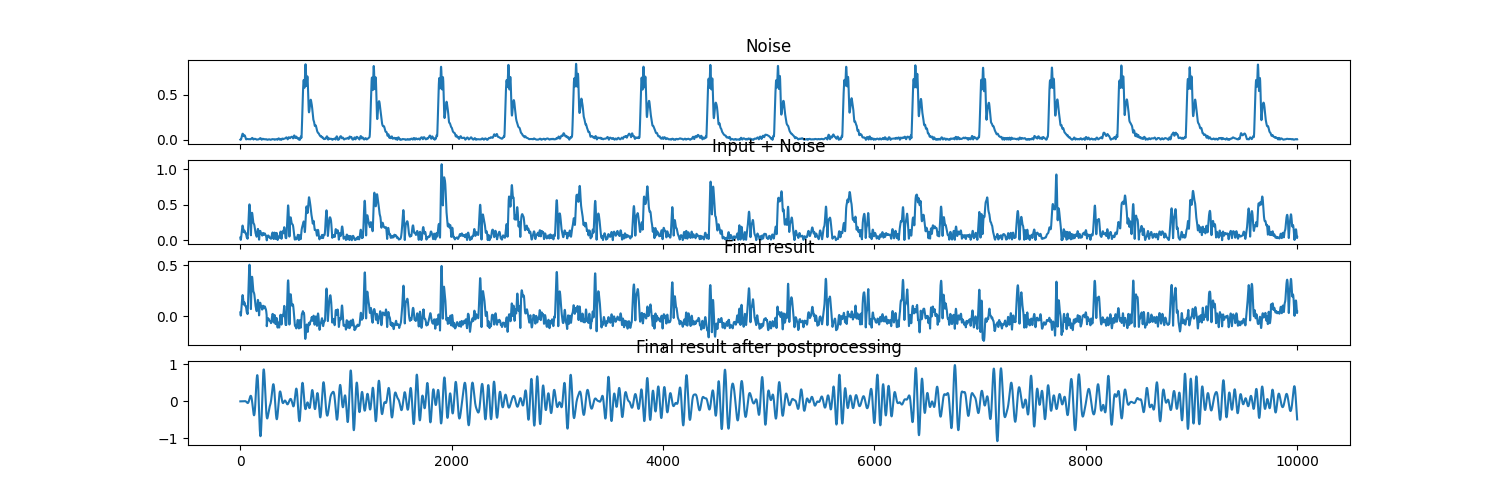 Noise
0.5
0.0
Input + Noise
1.0
0.5
0.0
Final result
0.5
0.0
Final result after postprocessing
1
0
−1
0 2000 4000 6000 8000 10000